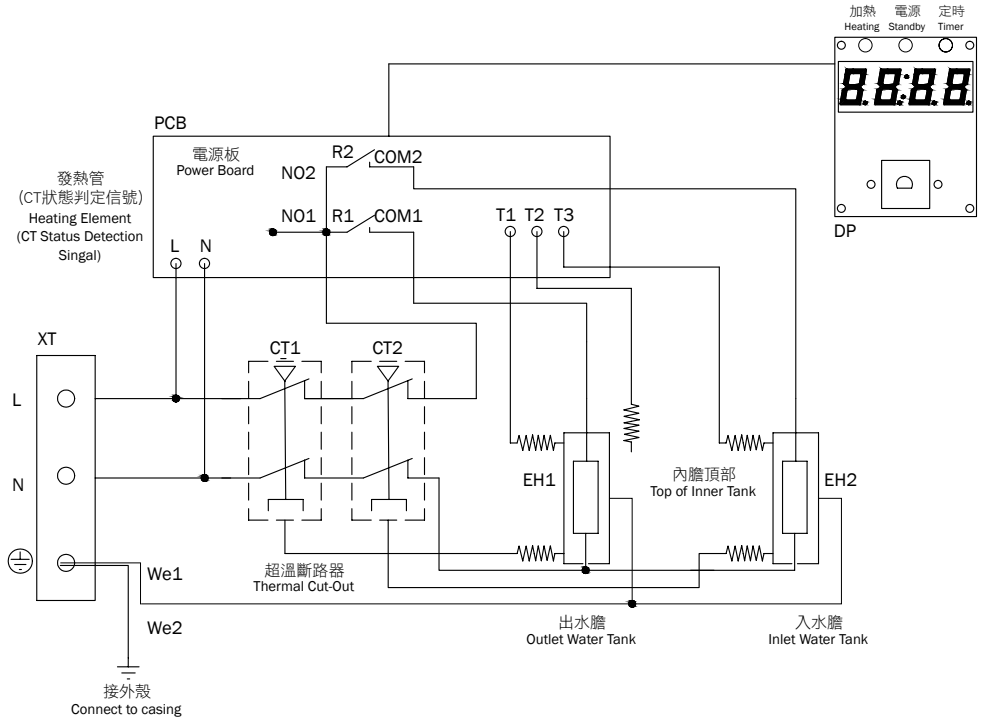 加熱 電源 定時
Heating Standby Timer
88:88.
DP
PCB
電源板
Power Board
R2 COM2
NO2
NO1 R1 COM1
T1 T2 T3
L N
發熱管
(CT狀態判定信號)
Heating Element
(CT Status Detection
Singal)
XT
L
N
CT1 CT2
EH1
內膽頂部
Top of Inner Tank
EH2
We1
We2
超溫斷路器
Thermal Cut-Out
出水膽
Outlet Water Tank
入水膽
Inlet Water Tank
接外殼
Connect to casing